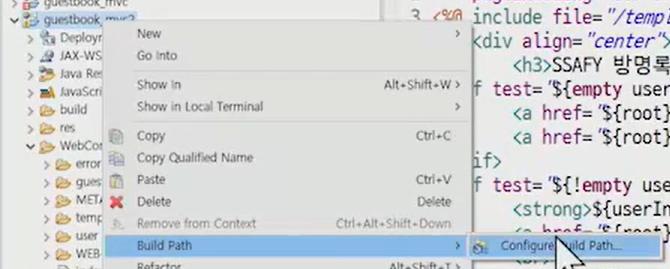 guestbook_mvc
guestbook_mvc2
Deployr
JAX-WS
Java Res
JavaScri
build
res
WebCor
error
gues
META
temp
user
WEB-
New
Go Into
Show In Alt+Shift+W >
Show in Local Terminal
Copy Ctrl+C
Copy Qualified Name
Paste Ctrl+V
Delete Delete
Remove from Context Ctrl+Alt+Shift+Down
Build Path
Refactor Alt+Shift+T >
Configure Build Path...
3 <%@ include file="/templ
<div align="center">
<h3>SSAFY 방명록
f test="${empty user
<a href="${root}
<a href="${root}
if>
f test="${!empty use
<strong>${userIn
<a href="${root}